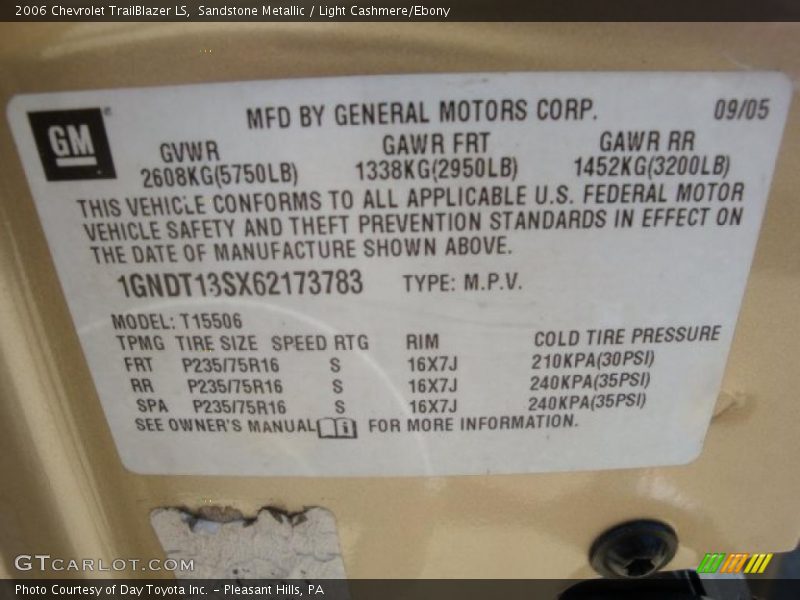 2006 Chevrolet TrailBlazer LS,  Sandstone Metallic / Light Cashmere/Ebony
MFD BY GENERAL MOTORS CORP. 09/05
GM
GVWR GAWR FRT GAWR RR
2608KG(5750LB) 1338KG(2950LB) 1452KG(3200LB)
THIS VEHICLE CONFORMS TO ALL APPLICABLE U.S. FEDERAL MOTOR
VEHICLE SAFETY AND THEFT PREVENTION STANDARDS IN EFFECT ON
THE DATE OF MANUFACTURE SHOWN ABOVE.
1GNDT13SX62173783 TYPE: M.P.V.
MODEL: T15506
TPMG TIRE SIZE SPEED RTG RIM COLD TIRE PRESSURE
FRT P235/75R16 S 16X7J 210KPA(30PSI)
RR P235/75R16 S 16X7J 240KPA(35PSI)
SPA P235/75R16 S 16X7J 240KPA(35PSI)
SEE OWNER'S MANUAL FOR MORE INFORMATION.
GTCARLOT.COM
Photo Courtesy of Day Toyota Inc. - Pleasant Hills, PA